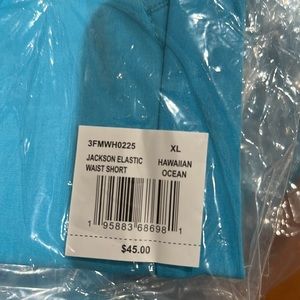 3FMWH0225 XL
JACKSON ELASTIC HAWAIIAN
WAIST SHORT OCEAN
1 95883 68698 1
$45.00